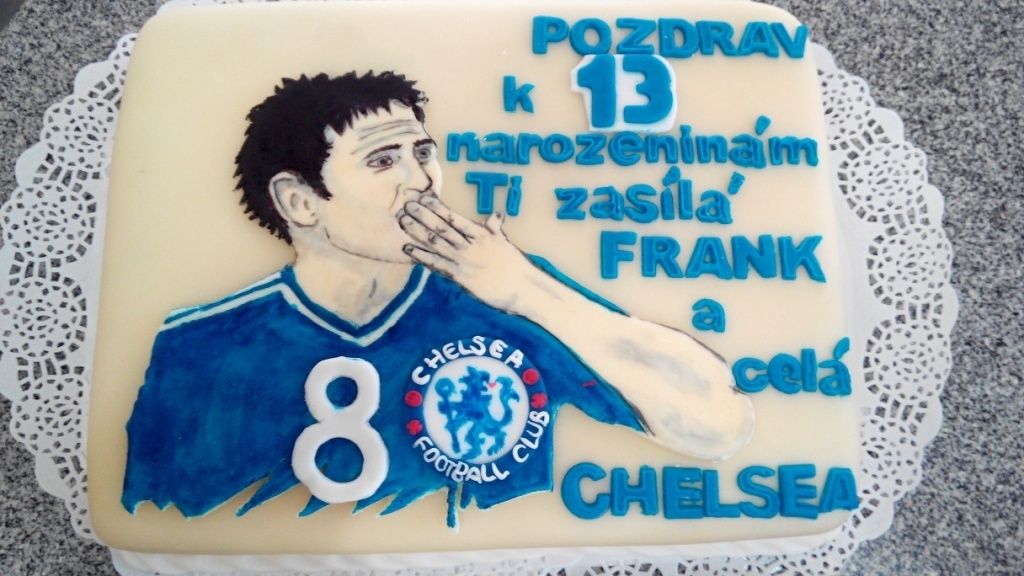 POZDRAV
k 13
narozeninám
Ti zasílá
FRANK
a
celá
CHELSEA
8
CHELSEA
FOOTBALL CLUB